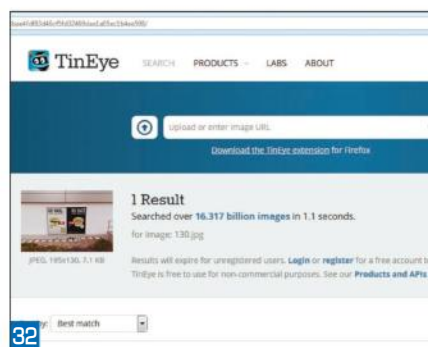 TinEye SEARCH PRODUCTS LABS ABOUT
Upload or enter image URL
Download the TinEye extension for Firefox
1 Result
Searched over 16.317 billion images in 1.1 seconds.
for image: 130.jpg
JPEG, 195x130, 7.1 KB
Results will expire for unregistered users. Login or register for a free account to
TinEye is free to use for non-commercial purposes. See our Products and APIs
Best match
32